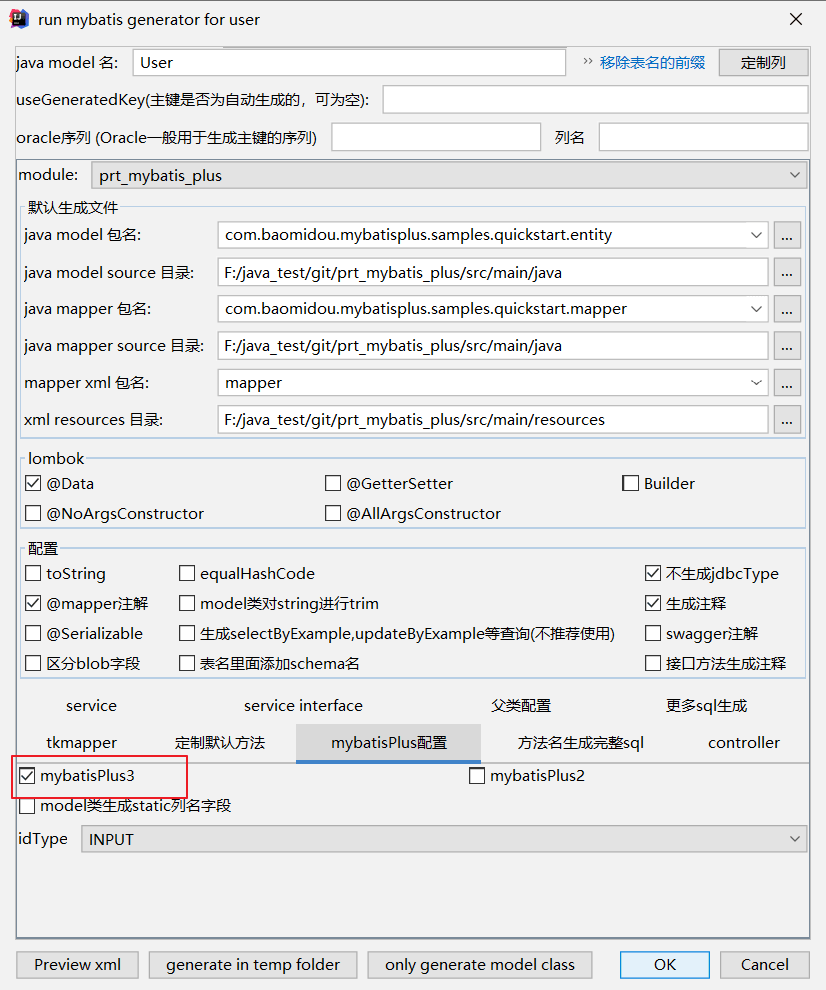 run mybatis generator for user
java model 名: User >> 移除表名的前缀 定制列
useGeneratedKey(主键是否为自动生成的，可为空):
oracle序列 (Oracle一般用于生成主键的序列) 列名
module: prt_mybatis_plus
默认生成文件
java model 包名: com.baomidou.mybatisplus.samples.quickstart.entity ...
java model source 目录: F:/java_test/git/prt_mybatis_plus/src/main/java ...
java mapper 包名: com.baomidou.mybatisplus.samples.quickstart.mapper ...
java mapper source 目录: F:/java_test/git/prt_mybatis_plus/src/main/java ...
mapper xml 包名: mapper ...
xml resources 目录: F:/java_test/git/prt_mybatis_plus/src/main/resources ...
lombok
@Data @GetterSetter Builder
@NoArgsConstructor @AllArgsConstructor
配置
toString equalHashCode 不生成jdbcType
@mapper注解 model类对string进行trim 生成注释
@Serializable 生成selectByExample,updateByExample等查询(不推荐使用) swagger注解
区分blob字段 表名里面添加schema名 接口方法生成注释
service service interface 父类配置 更多sql生成
tkmapper 定制默认方法 mybatisPlus配置 方法名生成完整sql controller
mybatisPlus3 mybatisPlus2
model类生成static列名字段
idType INPUT
Preview xml generate in temp folder only generate model class OK Cancel